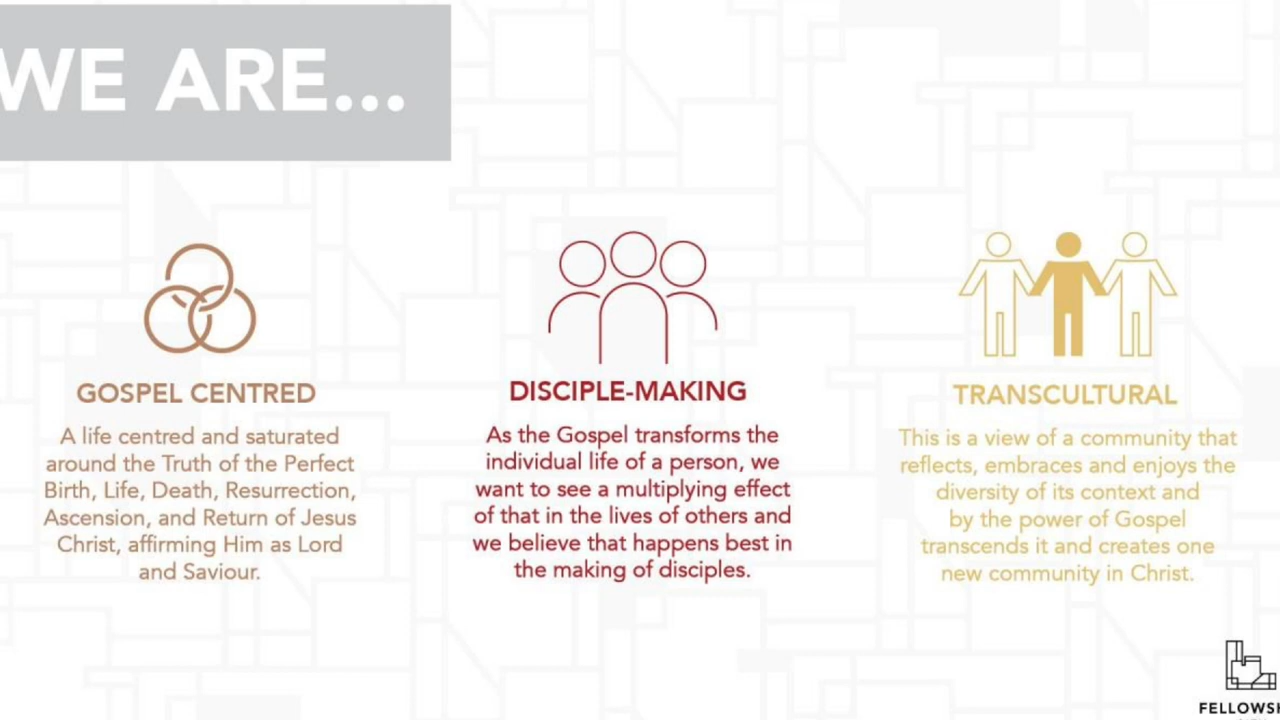 WE ARE...
GOSPEL CENTRED
A life centred and saturated
around the Truth of the Perfect
Birth, Life, Death, Resurrection,
Ascension, and Return of Jesus
Christ, affirming Him as Lord
and Saviour.
DISCIPLE-MAKING
As the Gospel transforms the
individual life of a person, we
want to see a multiplying effect
of that in the lives of others and
we believe that happens best in
the making of disciples.
TRANSCULTURAL
This is a view of a community that
reflects, embraces and enjoys the
diversity of its context and
by the power of Gospel
transcends it and creates one
new community in Christ.